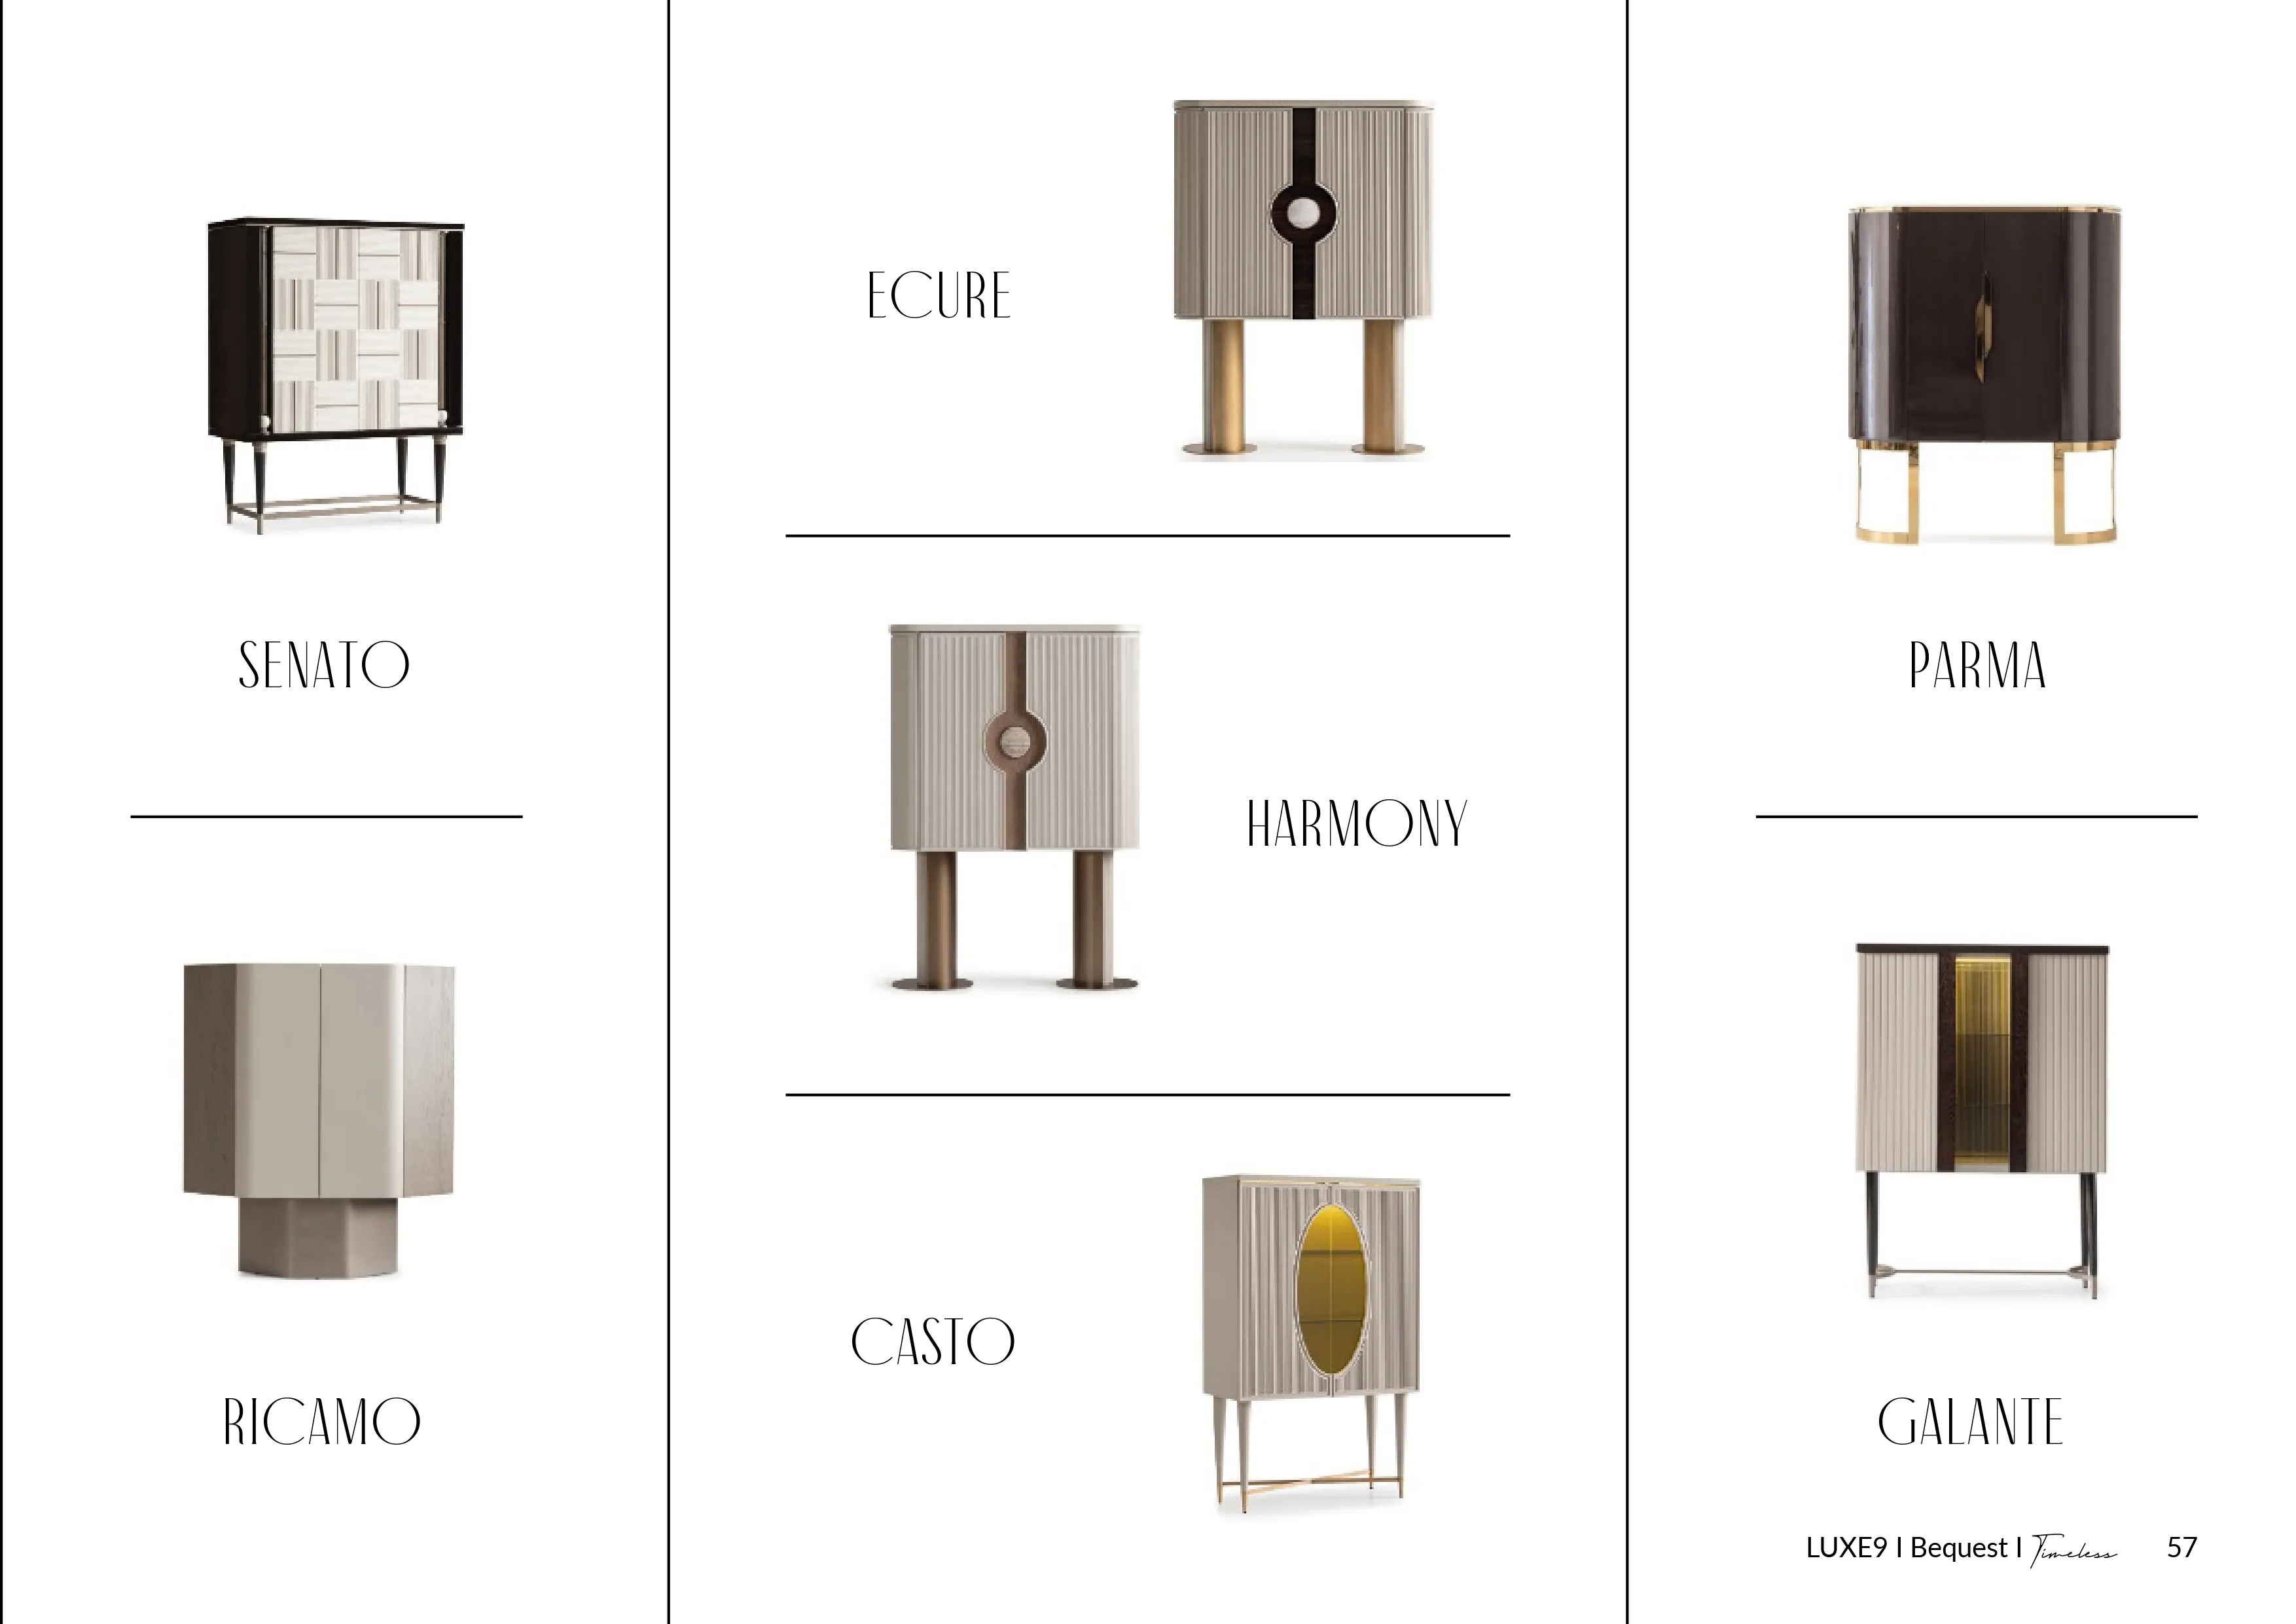 SENATO
RICAMO
ECURE
HARMONY
CASTO
PARMA
GALANTE
LUXE9 I Bequest I Timeless 57